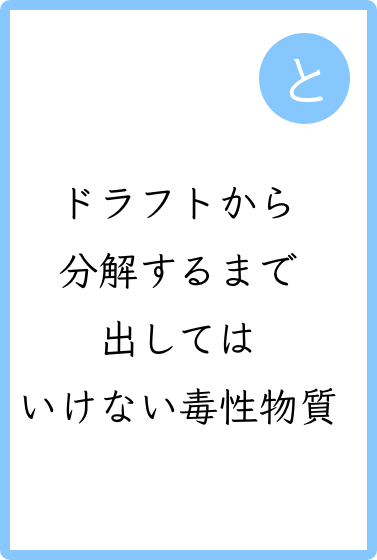 と
ドラフトから
分解するまで
出しては
いけない毒性物質